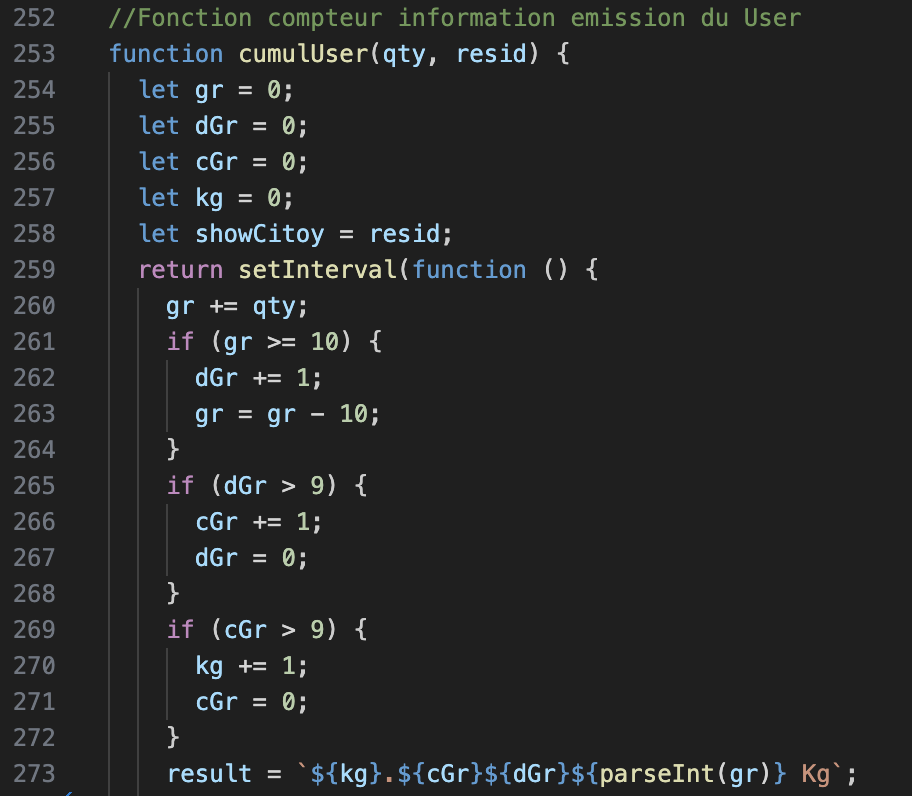 252 //Fonction compteur information emission du User
253 function cumulUser(qty, resid) {
254 let gr = 0;
255 let dGr = 0;
256 let cGr = 0;
257 let kg = 0;
258 let showCitoy = resid;
259 return setInterval(function () {
260 gr += qty;
261 if (gr >= 10) {
262 dGr += 1;
263 gr = gr - 10;
264 }
265 if (dGr > 9) {
266 cGr += 1;
267 dGr = 0;
268 }
269 if (cGr > 9) {
270 kg += 1;
271 cGr = 0;
272 }
273 result = `${kg}.${cGr}${dGr}${parseInt(gr)} Kg`;